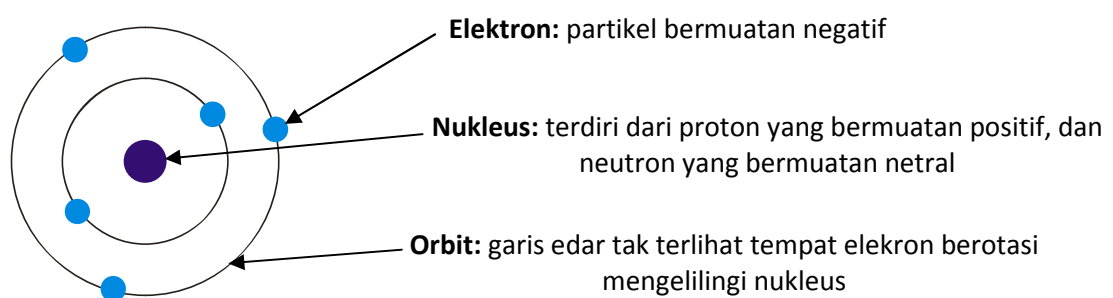 Elektron: partikel bermuatan negatif
Nukleus: terdiri dari proton yang bermuatan positif, dan
neutron yang bermuatan netral
Orbit: garis edar tak terlihat tempat elekron berotasi
mengelilingi nukleus